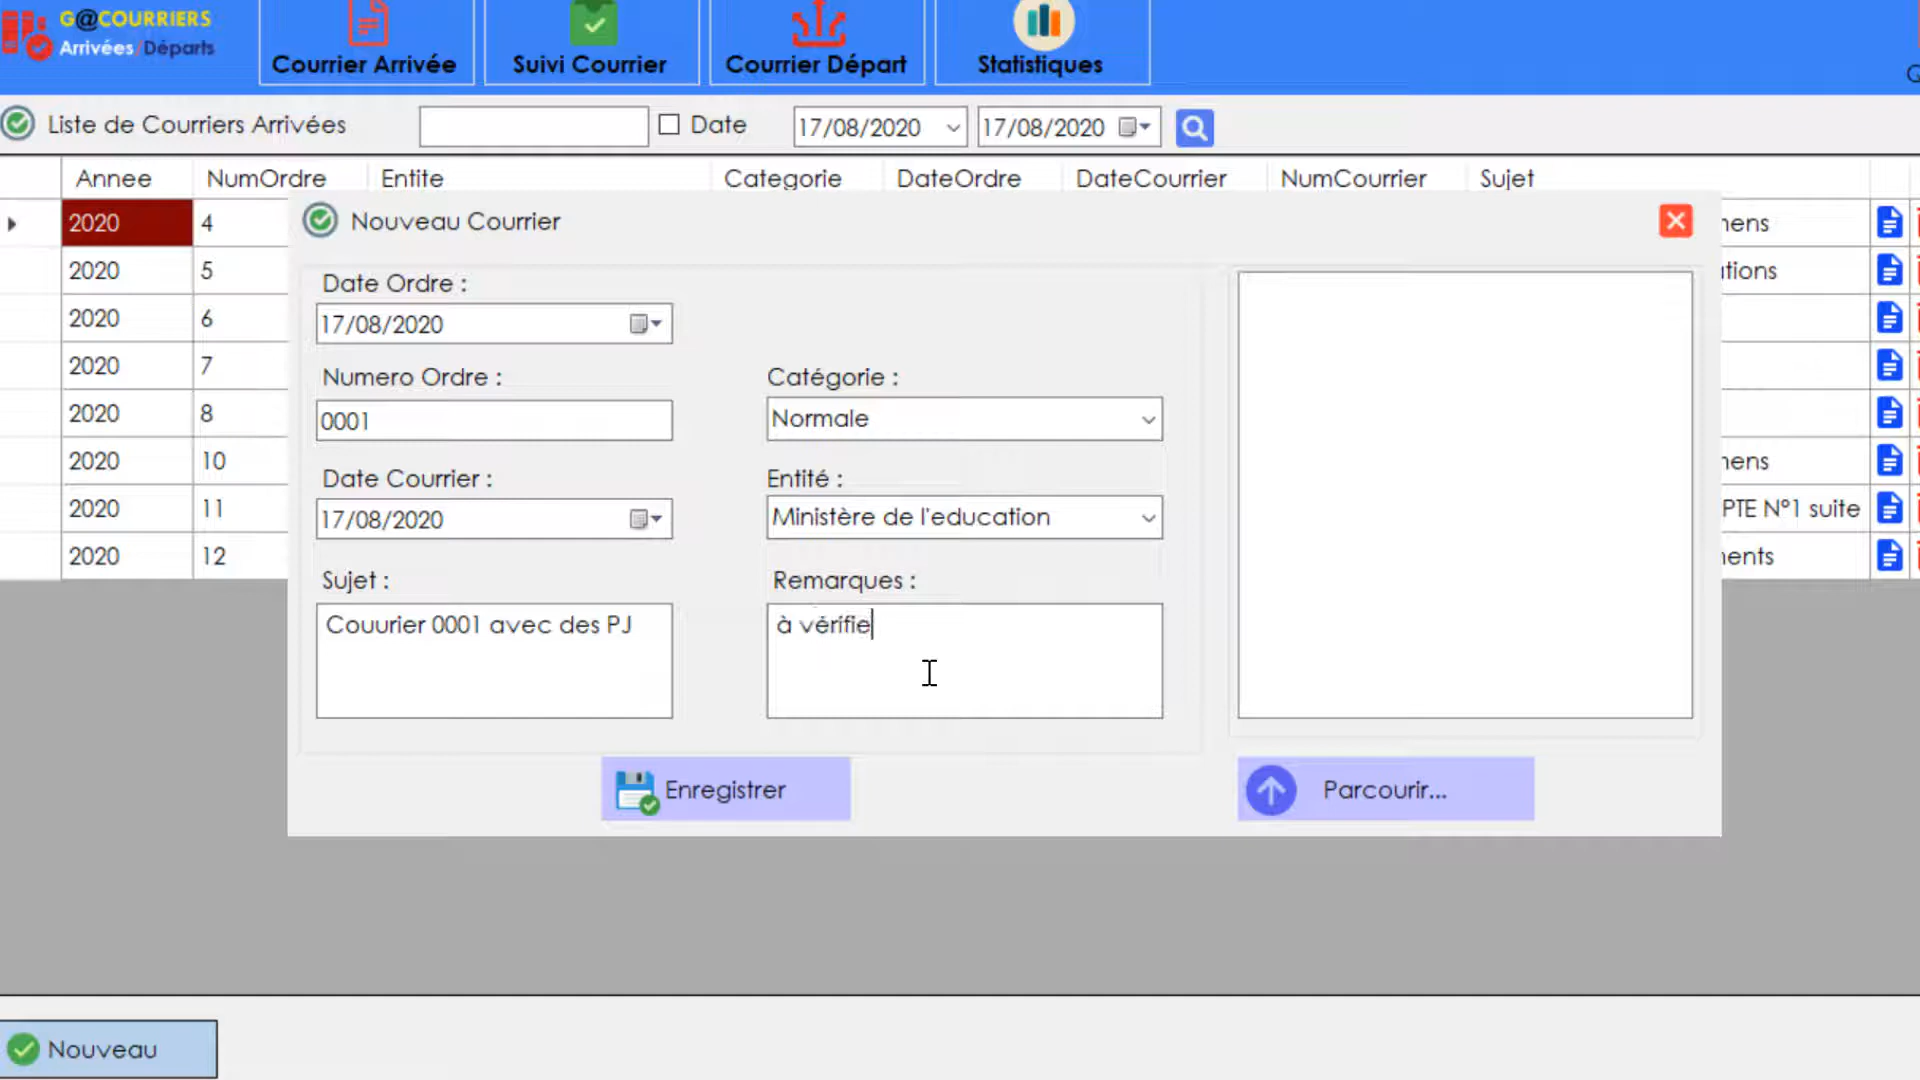 G@COURRIERS
Arrivées Départs
Courrier Arrivée
Suivi Courrier
Courrier Départ
Statistiques
Liste de Courriers Arrivées
Date
17/08/2020
17/08/2020
Annee NumOrdre Entite Categorie DateOrdre DateCourrier NumCourrier Sujet
2020 4
2020 5
2020 6
2020 7
2020 8
2020 10
2020 11 PTE N°1 suite
2020 12
Nouveau Courrier
Date Ordre :
17/08/2020
Numero Ordre : Catégorie :
0001 Normale
Date Courrier : Entité :
17/08/2020 Ministère de l'education
Sujet : Remarques :
Couurier 0001 avec des PJ à vérifie
Enregistrer Parcourir...
Nouveau